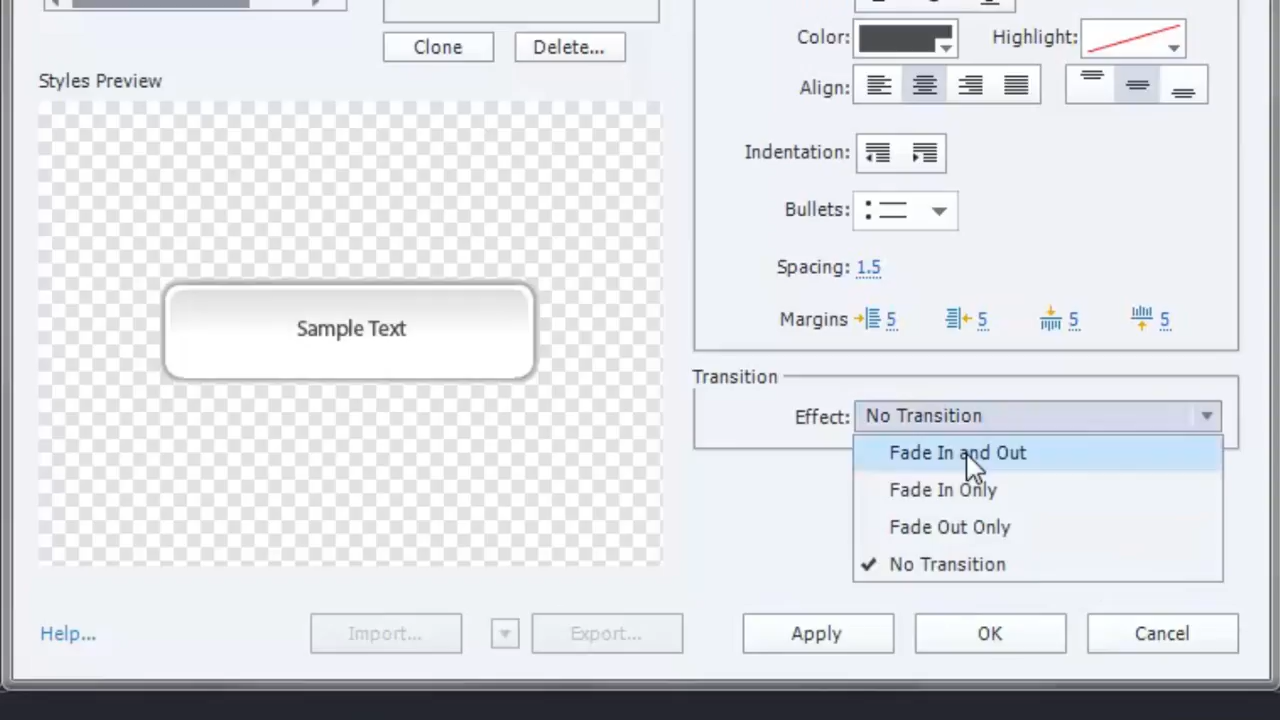 Clone
Delete...
Styles Preview
Sample Text
Help...
Import...
Export...
Color:
Highlight:
Align:
Indentation:
Bullets:
Spacing: 1.5
Margins 5 5 5 5
Transition
Effect: No Transition
Fade In and Out
Fade In Only
Fade Out Only
No Transition
Apply
OK
Cancel